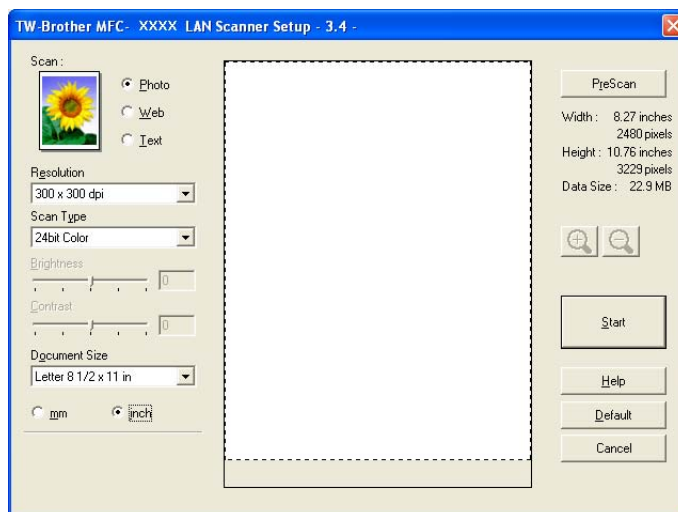 TW-Brother MFC- XXXX LAN Scanner Setup - 3.4 -
Scan :
Photo
Web
Text
Resolution
300 x 300 dpi
Scan Type
24bit Color
Brightness
0
Contrast
0
Document Size
Letter 8 1/2 x 11 in
mm
inch
PreScan
Width : 8.27 inches
2480 pixels
Height : 10.76 inches
3229 pixels
Data Size : 22.9 MB
Start
Help
Default
Cancel